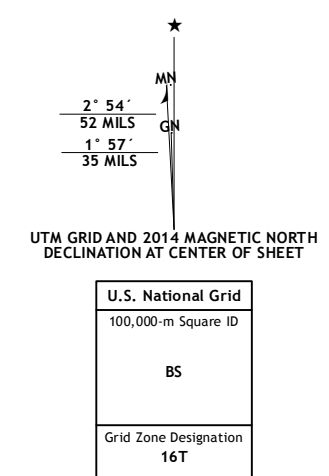 MN
2° 54´
52 MILS
GN
1° 57´
35 MILS
UTM GRID AND 2014 MAGNETIC NORTH
DECLINATION AT CENTER OF SHEET
U.S. National Grid
100,000-m Square ID
BS
Grid Zone Designation
16T